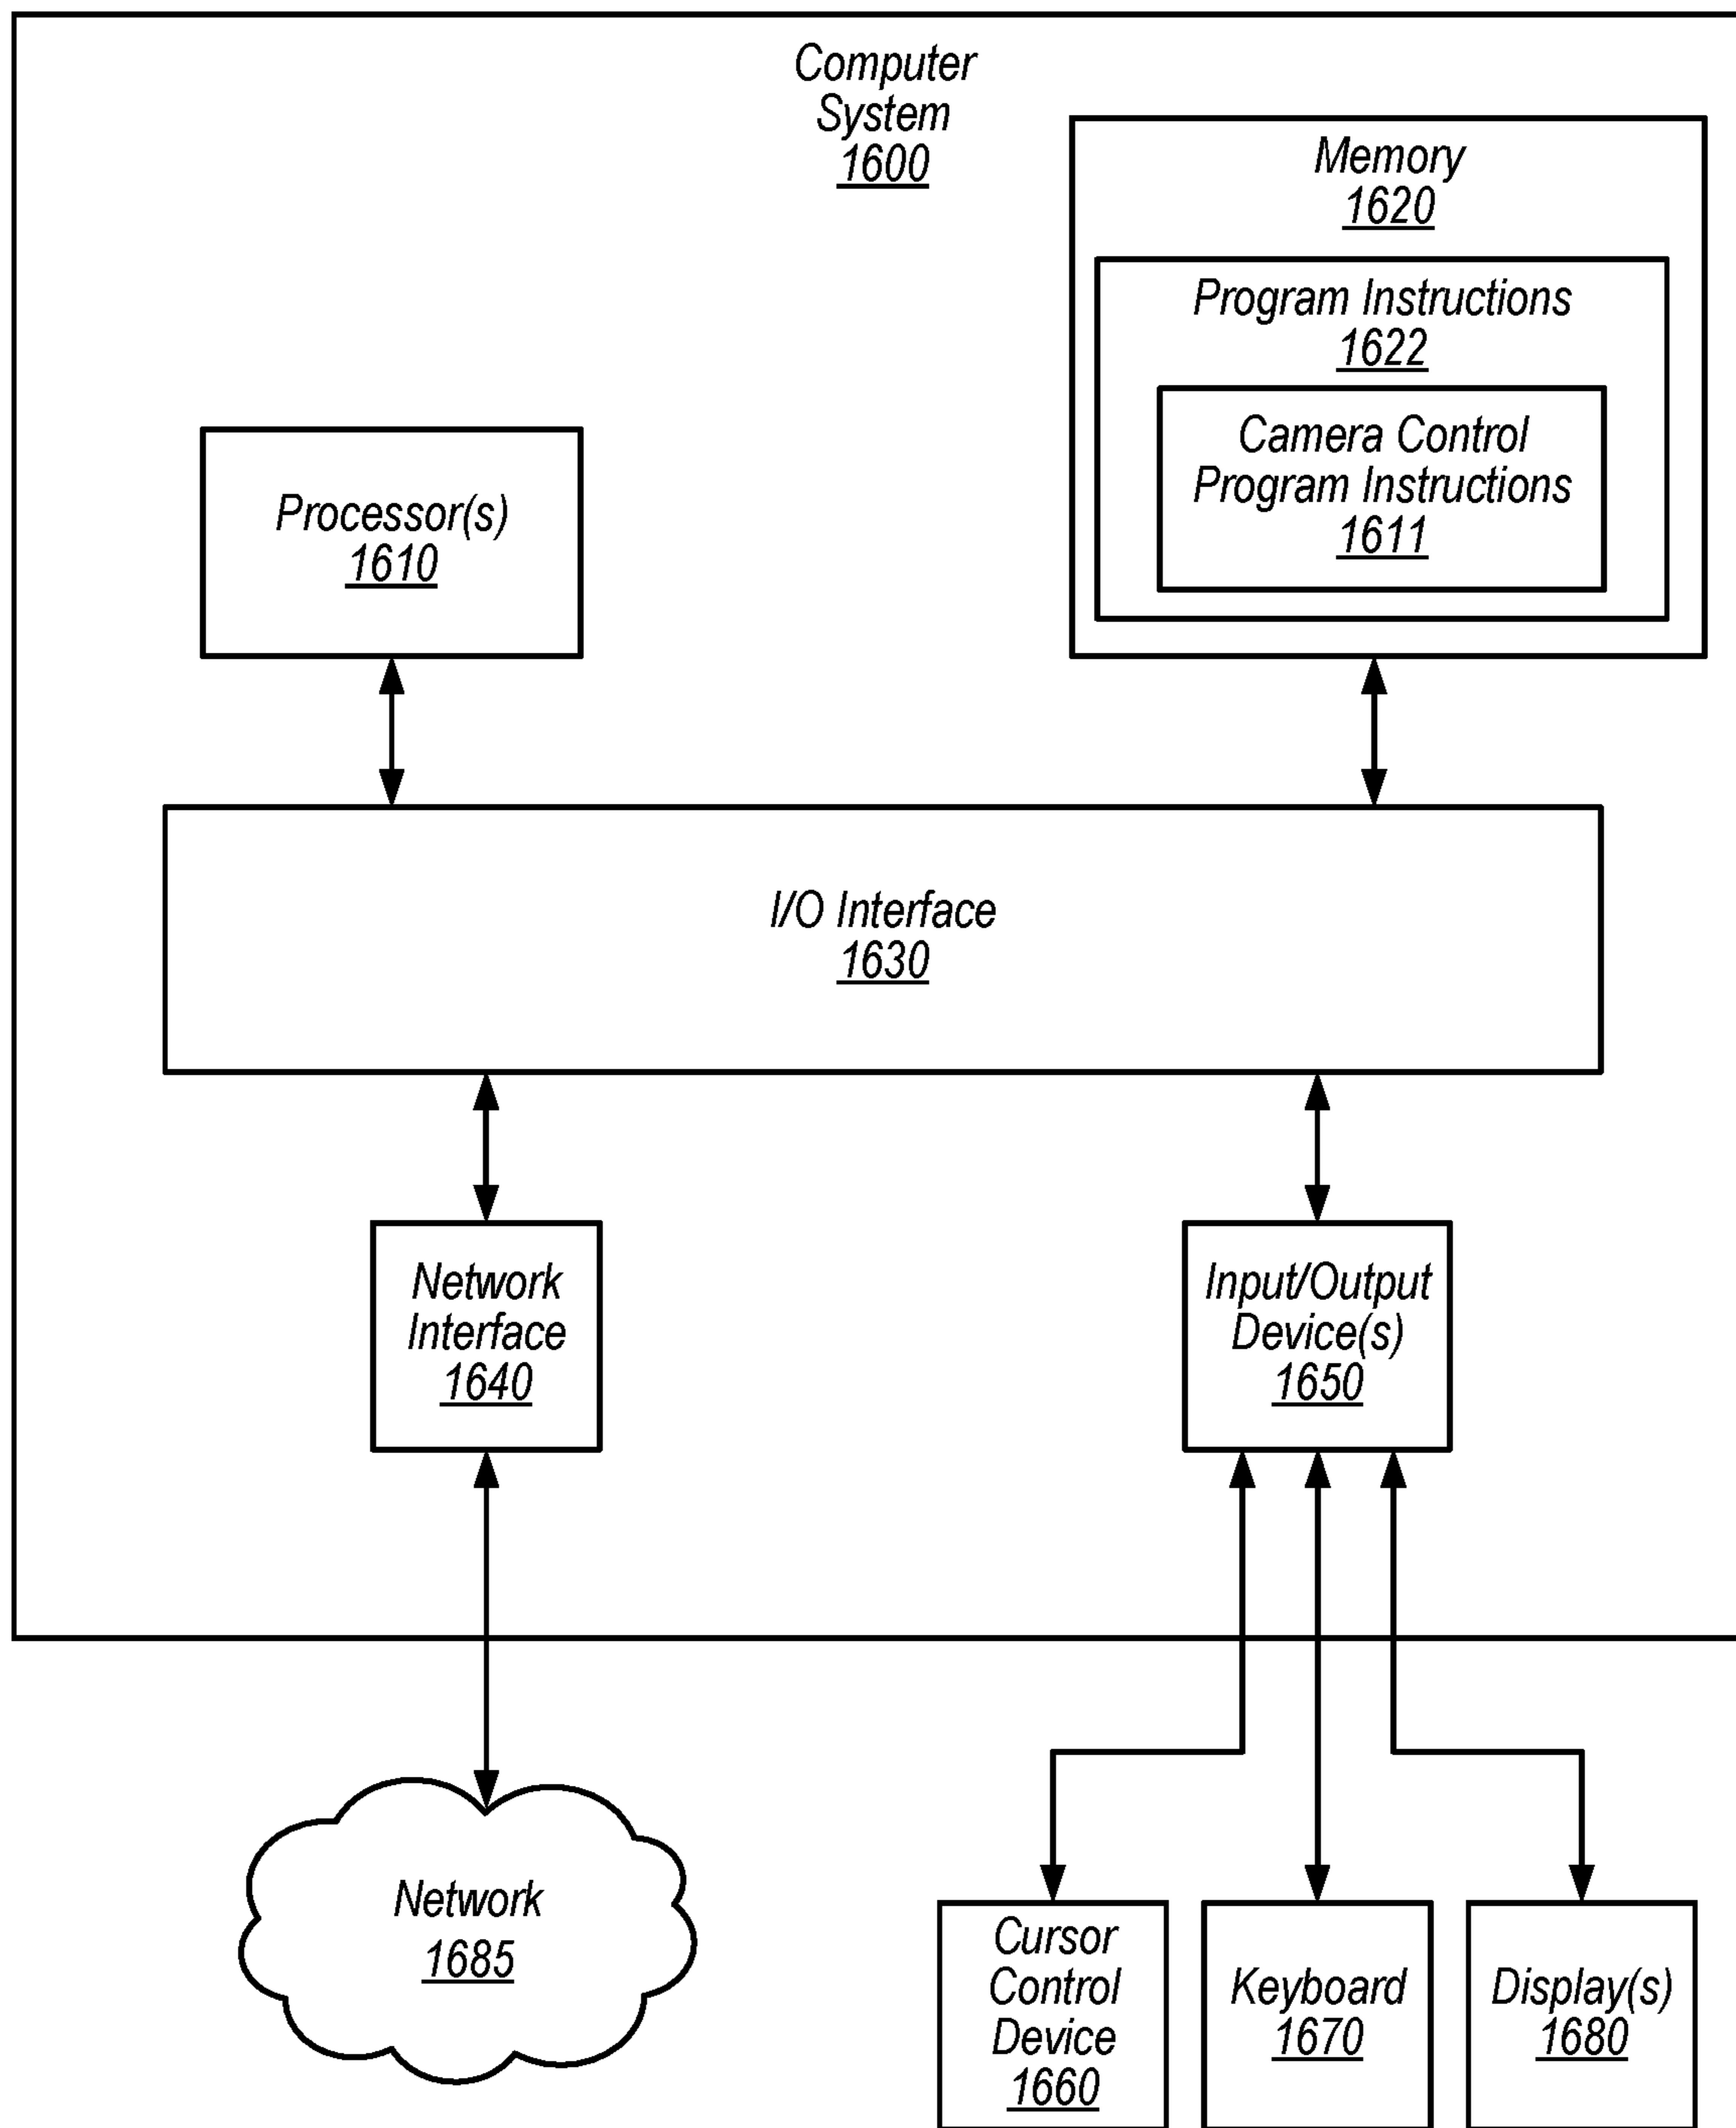 Computer
System
1600
Memory
1620
Program Instructions
1622
Camera Control
Program Instructions
1611
Processor(s)
1610
I/O Interface
1630
Network
Interface
1640
Input/Output
Device(s)
1650
Network
1685
Cursor
Control
Device
1660
Keyboard
1670
Display(s)
1680